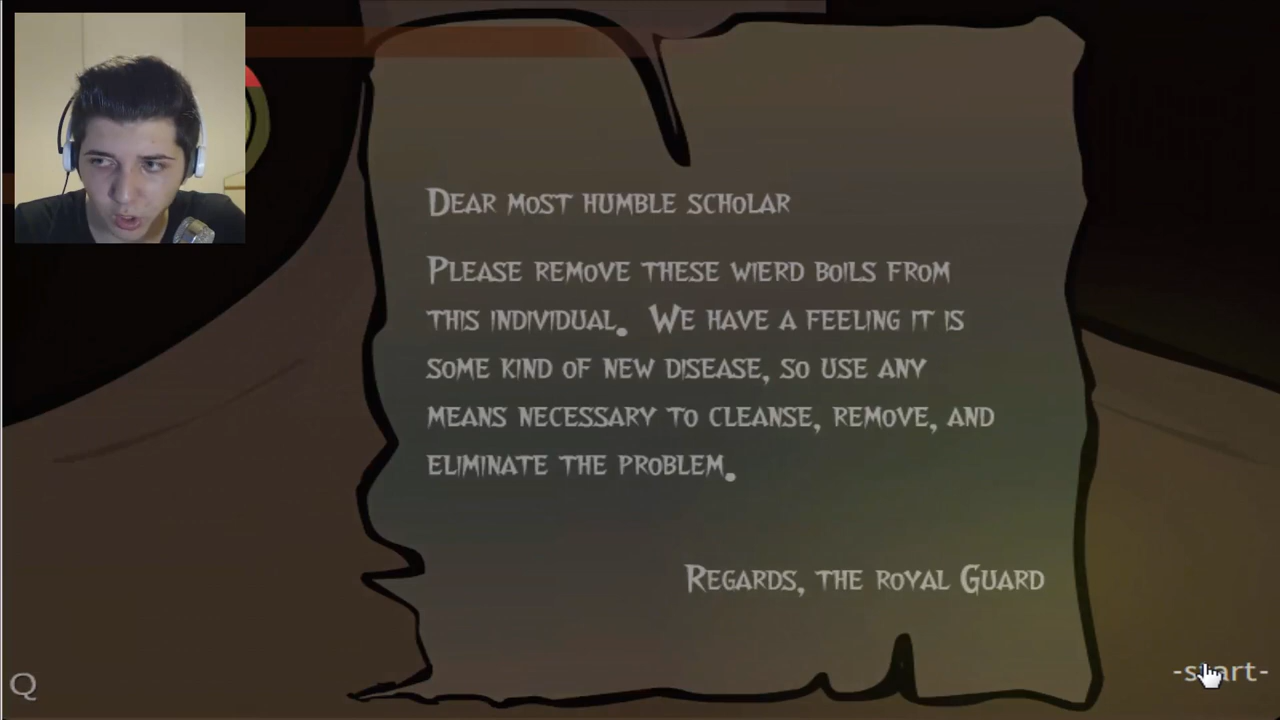 Dear most humble scholar
Please remove these wierd boils from
this individual. We have a feeling it is
some kind of new disease, so use any
means necessary to cleanse, remove, and
eliminate the problem.
Regards, the royal Guard
Q
-start-